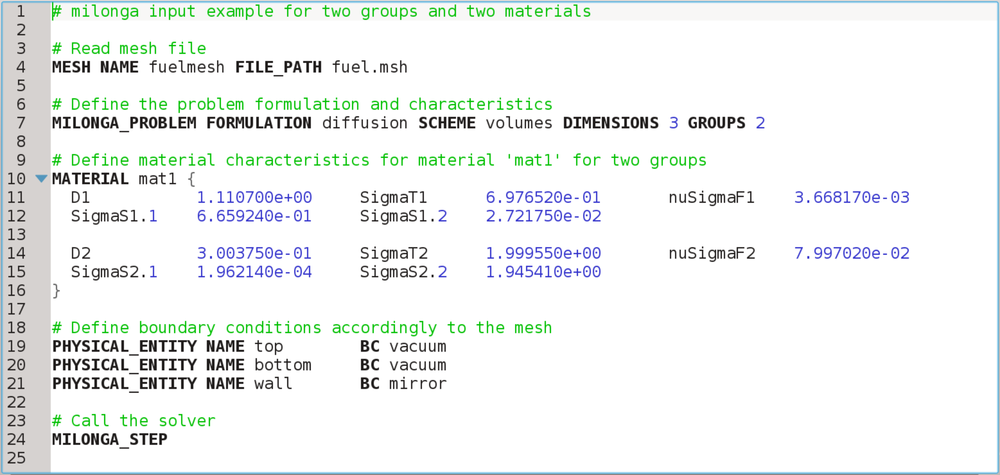 1 # milonga input example for two groups and two materials
2
3 # Read mesh file
4 MESH NAME fuelmesh FILE_PATH fuel.msh
5
6 # Define the problem formulation and characteristics
7 MILONGA_PROBLEM FORMULATION diffusion SCHEME volumes DIMENSIONS 3 GROUPS 2
8
9 # Define material characteristics for material 'mat1' for two groups
10 MATERIAL mat1 {
11   D1           1.110700e+00     SigmaT1      6.976520e-01       nuSigmaF1    3.668170e-03
12   SigmaS1.1    6.659240e-01     SigmaS1.2    2.721750e-02
13
14   D2           3.003750e-01     SigmaT2      1.999550e+00       nuSigmaF2    7.997020e-02
15   SigmaS2.1    1.962140e-04     SigmaS2.2    1.945410e+00
16 }
17
18 # Define boundary conditions accordingly to the mesh
19 PHYSICAL_ENTITY NAME top        BC vacuum
20 PHYSICAL_ENTITY NAME bottom     BC vacuum
21 PHYSICAL_ENTITY NAME wall       BC mirror
22
23 # Call the solver
24 MILONGA_STEP
25